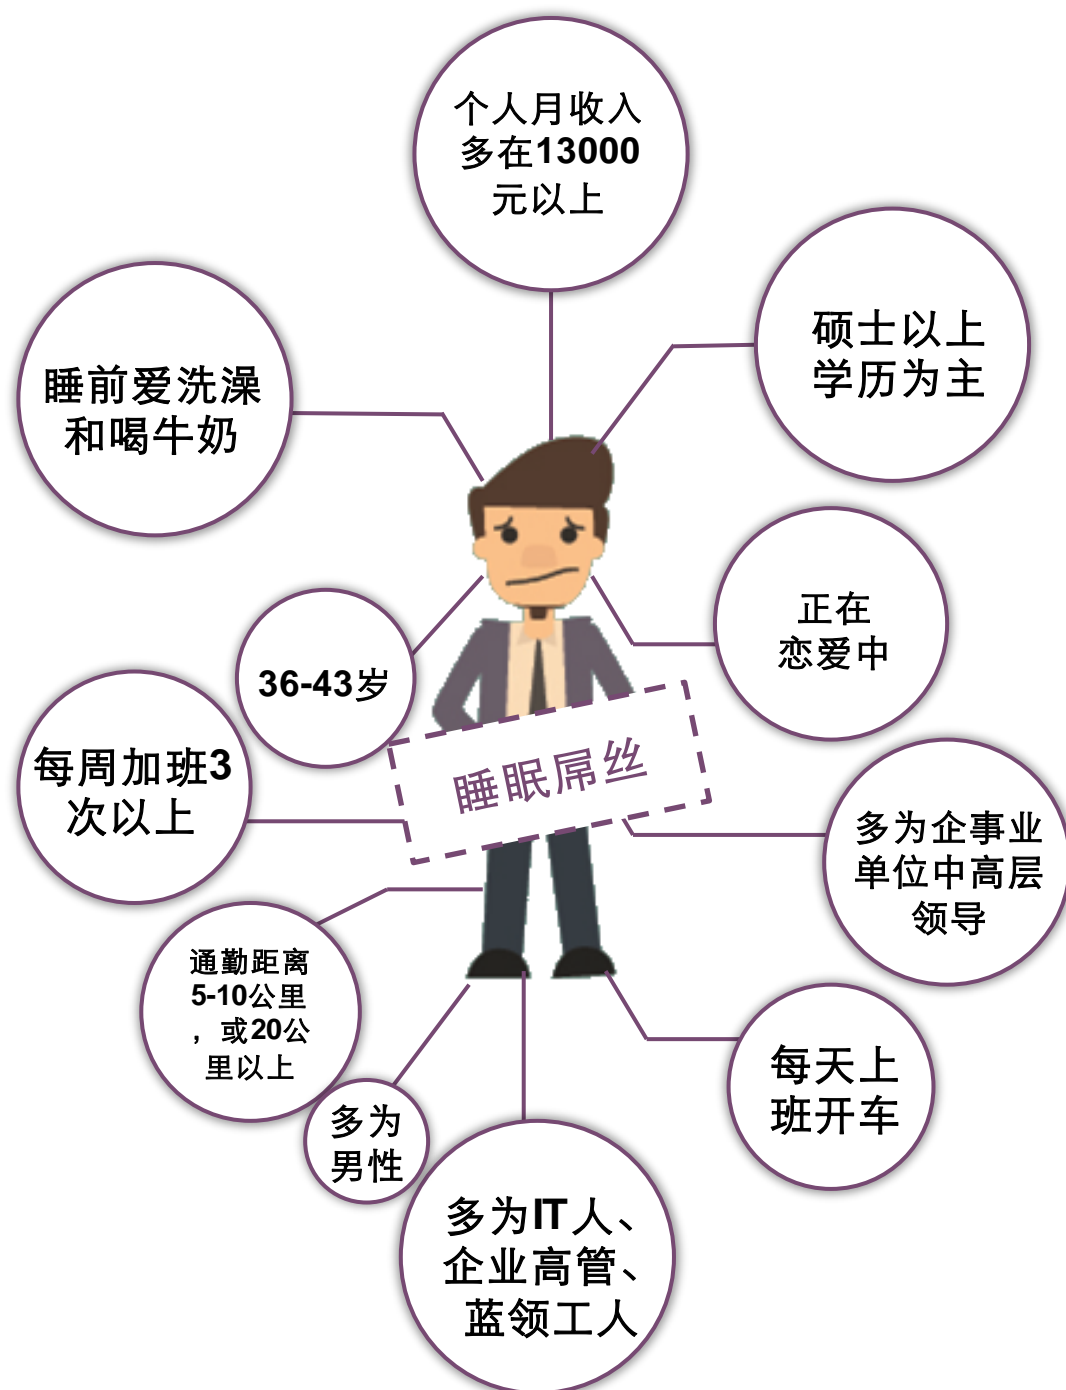 个人月收入
多在13000
元以上
硕士以上
学历为主
睡前爱洗澡
和喝牛奶
正在
恋爱中
36-43岁
每周加班3
次以上
睡眠屌丝
多为企事业
单位中高层
领导
通勤距离
5-10公里
，或20公
里以上
每天上
班开车
多为
男性
多为IT人、
企业高管、
蓝领工人